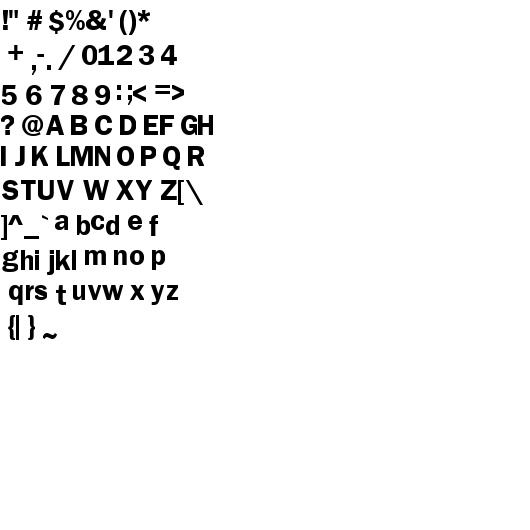 !" # $%&'()*
+ ,-. / 01234
5 6 7 8 9 : ;< =>
? @ A B C D EF GH
I J K LMN O P Q R
STUV W XY Z[\
]^_` a bcd e f
ghi jkl m no p
qrs t uvw x yz
{| } ~